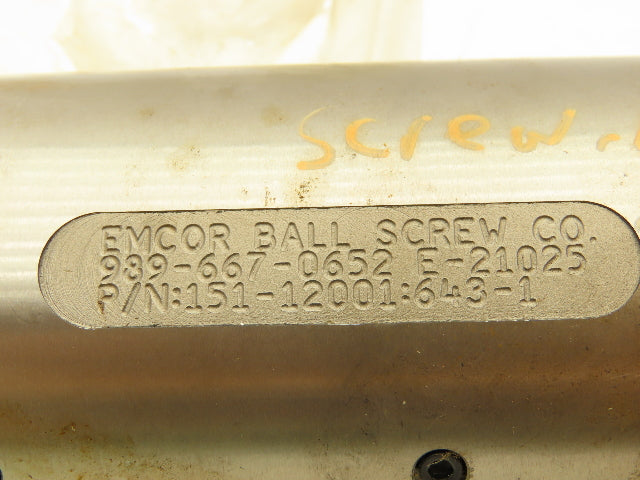 Screw-
EMCOR BALL SCREW CO.
989-667-0652 E-21025
P/N:151-12001:643-1